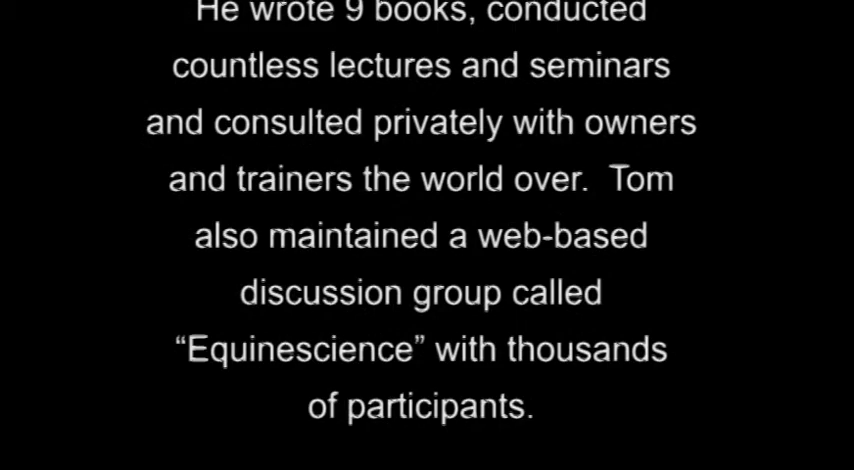 He wrote 9 books, conducted
countless lectures and seminars
and consulted privately with owners
and trainers the world over.  Tom
also maintained a web-based
discussion group called
“Equinescience” with thousands
of participants.